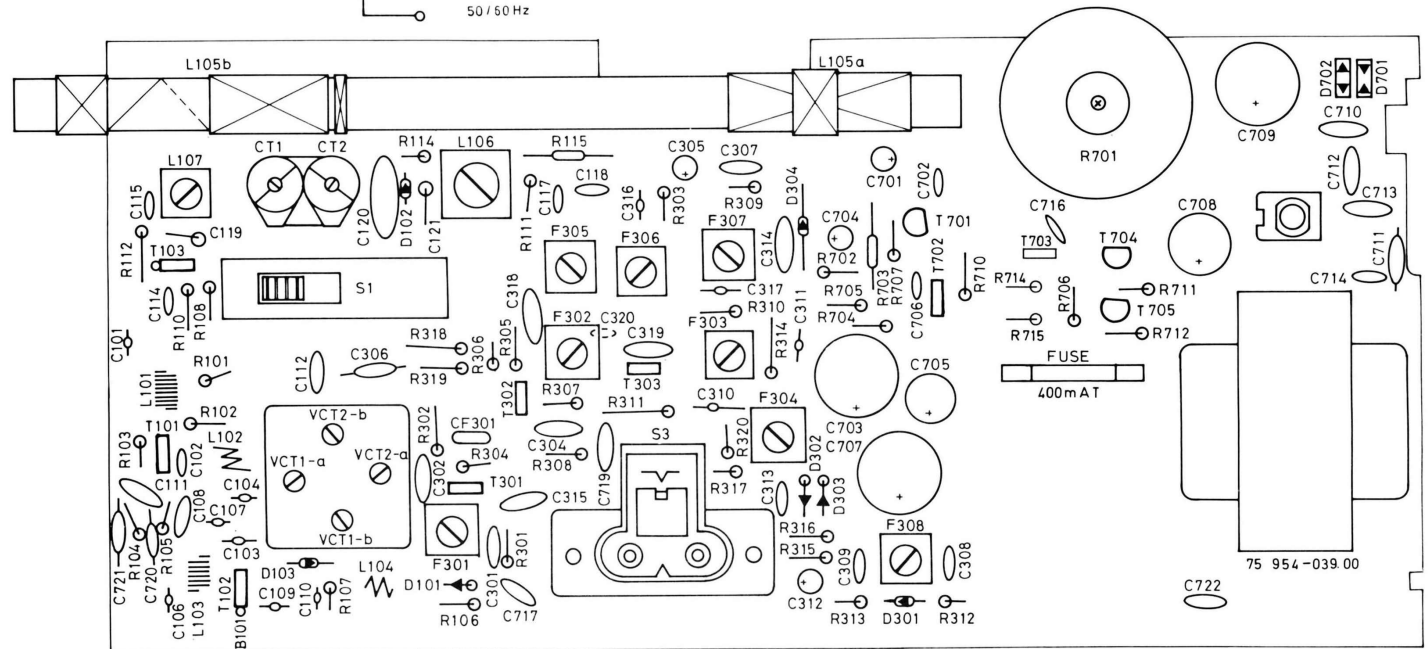 50/60 Hz
L105b
L105a
D702
D701
C709
C710
R701
R114
L106
R115
C305
C307
CT1
CT2
L107
C712
C701
C702
D304
C118
C117
C316
R303
R309
C713
C115
C120
D102
C121
R111
C716
C708
C119
F305
F306
F307
C314
C704
T701
R112
T103
T703
T704
C711
R702
R703
R707
T702
R710
C714
S1
C318
C317
R714
R706
R711
C114
R110
R108
R310
C311
R705
C706
T705
C101
R318
R306
R305
F302
C320
C319
F303
R314
R704
R715
R712
R101
C112
C306
R319
FUSE
T303
C705
L101
T302
R307
400mAT
R311
C310
F304
C703
R102
VCT2-b
R302
CF301
S3
R320
C707
T101
L102
R103
C102
VCT1-a
VCT2-a
C304
R308
R304
D302
C302
C719
R317
C313
D303
C111
C104
T301
C108
C107
C315
VCT1-b
R316
F308
C721
R104
C720
R105
C103
F301
C301
R301
R315
C309
C308
75 954-039.00
D103
L104
D101
C106
L103
T102
C109
C110
R107
C717
C312
C722
B101
R106
R313
D301
R312